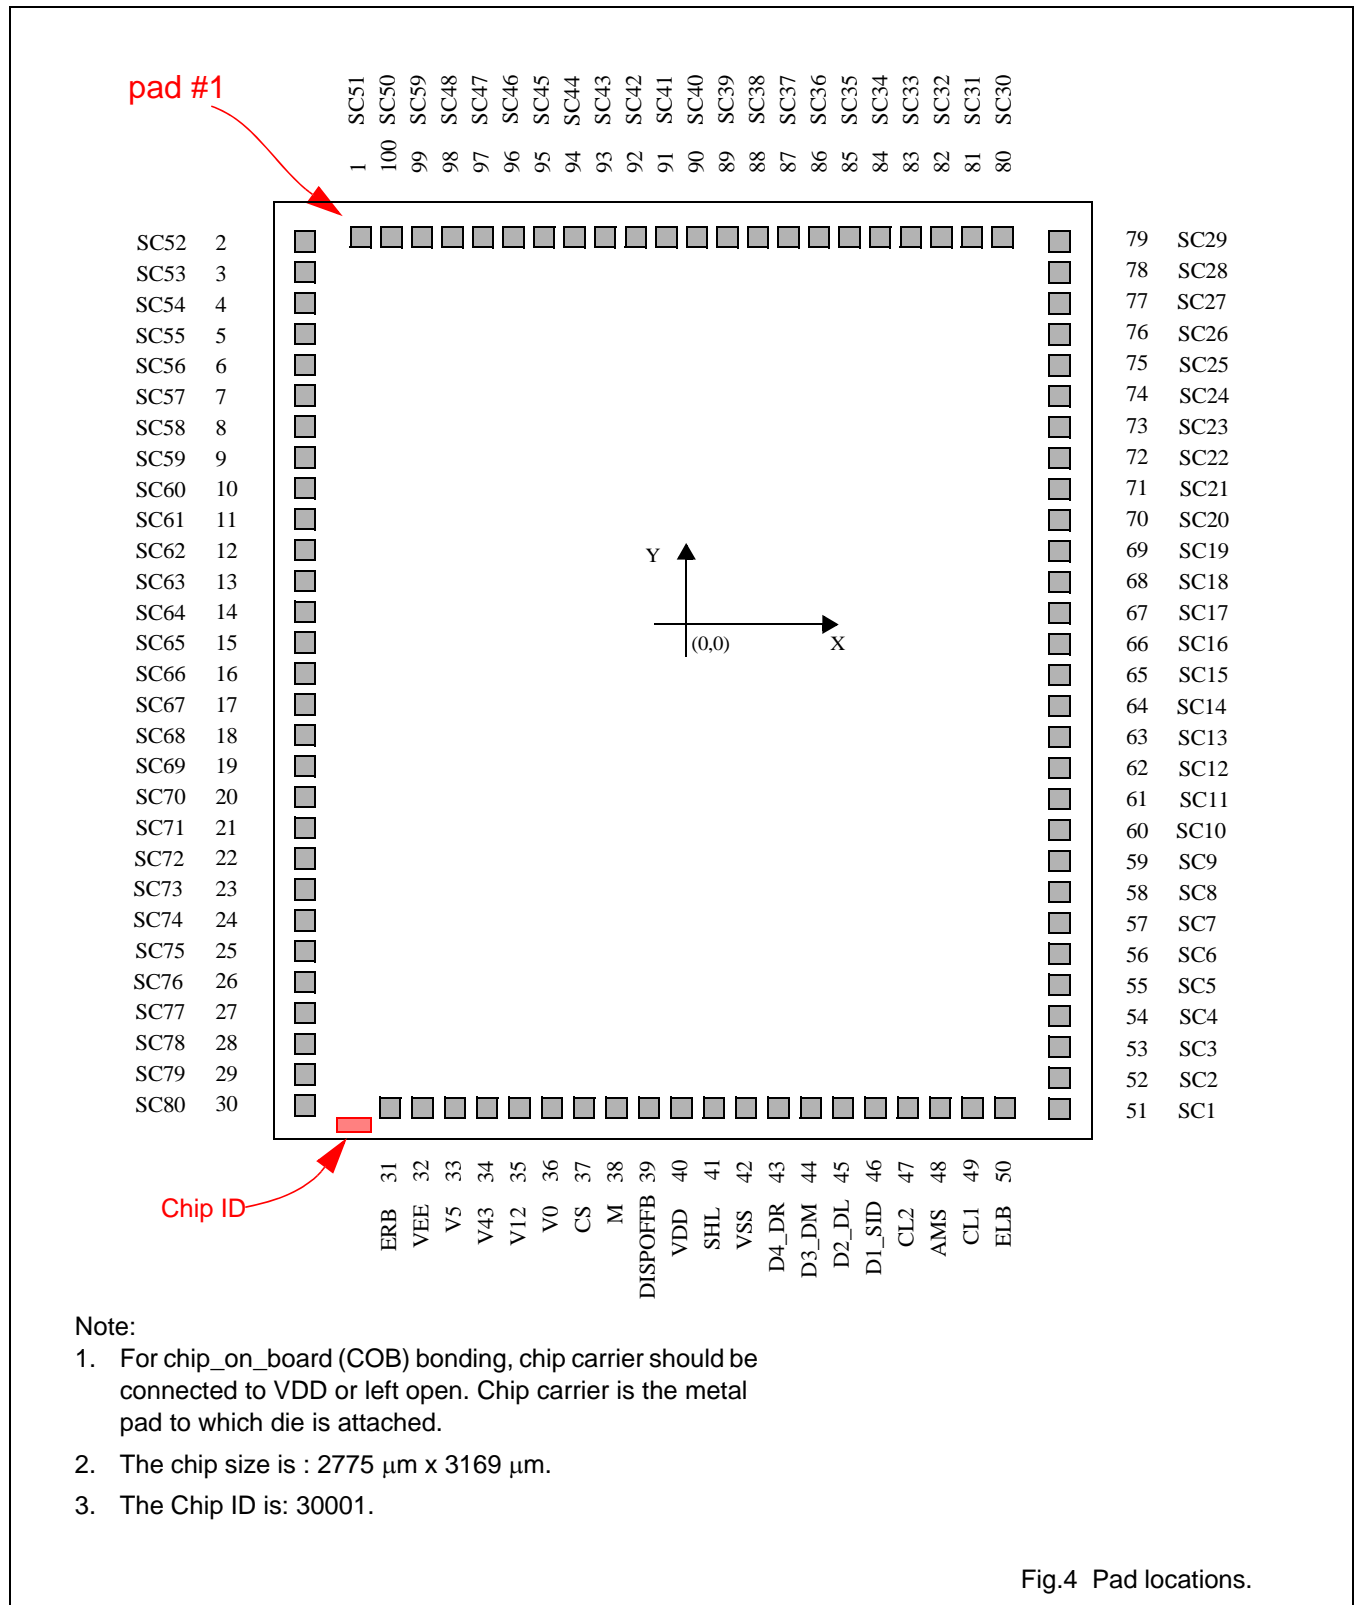 pad #1
SC51 SC50 SC59 SC48 SC47 SC46 SC45 SC44 SC43 SC42 SC41 SC40 SC39 SC38 SC37 SC36 SC35 SC34 SC33 SC32 SC31 SC30
1 100 99 98 97 96 95 94 93 92 91 90 89 88 87 86 85 84 83 82 81 80
SC52 2 79 SC29
SC53 3 78 SC28
SC54 4 77 SC27
SC55 5 76 SC26
SC56 6 75 SC25
SC57 7 74 SC24
SC58 8 73 SC23
SC59 9 72 SC22
SC60 10 71 SC21
SC61 11 70 SC20
SC62 12 Y 69 SC19
SC63 13 68 SC18
SC64 14 67 SC17
SC65 15 (0,0) X 66 SC16
SC66 16 65 SC15
SC67 17 64 SC14
SC68 18 63 SC13
SC69 19 62 SC12
SC70 20 61 SC11
SC71 21 60 SC10
SC72 22 59 SC9
SC73 23 58 SC8
SC74 24 57 SC7
SC75 25 56 SC6
SC76 26 55 SC5
SC77 27 54 SC4
SC78 28 53 SC3
SC79 29 52 SC2
SC80 30 51 SC1
31 32 33 34 35 36 37 38 39 40 41 42 43 44 45 46 47 48 49 50
Chip ID
ERB VEE V5 V43 V12 V0 CS M DISPOFFB VDD SHL VSS D4_DR D3_DM D2_DL D1_SID CL2 AMS CL1 ELB
Note:
1. For chip_on_board (COB) bonding, chip carrier should be
connected to VDD or left open. Chip carrier is the metal
pad to which die is attached.
2. The chip size is : 2775 μm x 3169 μm.
3. The Chip ID is: 30001.
Fig.4 Pad locations.